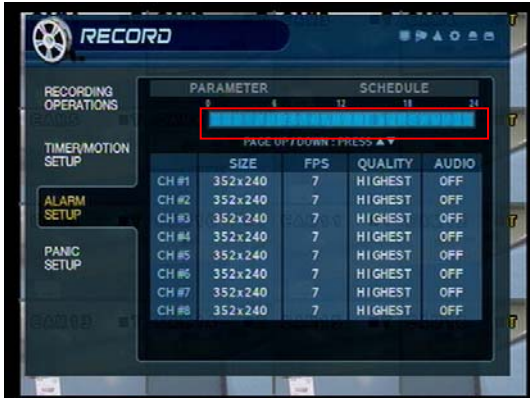 RECORD
PARAMETER SCHEDULE
0 6 12 18 24
PAGE UP/DOWN : PRESS ▲▼
RECORDING
OPERATIONS
TIMER/MOTION
SETUP
ALARM
SETUP
PANIC
SETUP
SIZE FPS QUALITY AUDIO
CH #1 352x240 7 HIGHEST OFF
CH #2 352x240 7 HIGHEST OFF
CH #3 352x240 7 HIGHEST OFF
CH #4 352x240 7 HIGHEST OFF
CH #5 352x240 7 HIGHEST OFF
CH #6 352x240 7 HIGHEST OFF
CH #7 352x240 7 HIGHEST OFF
CH #8 352x240 7 HIGHEST OFF
CAM13